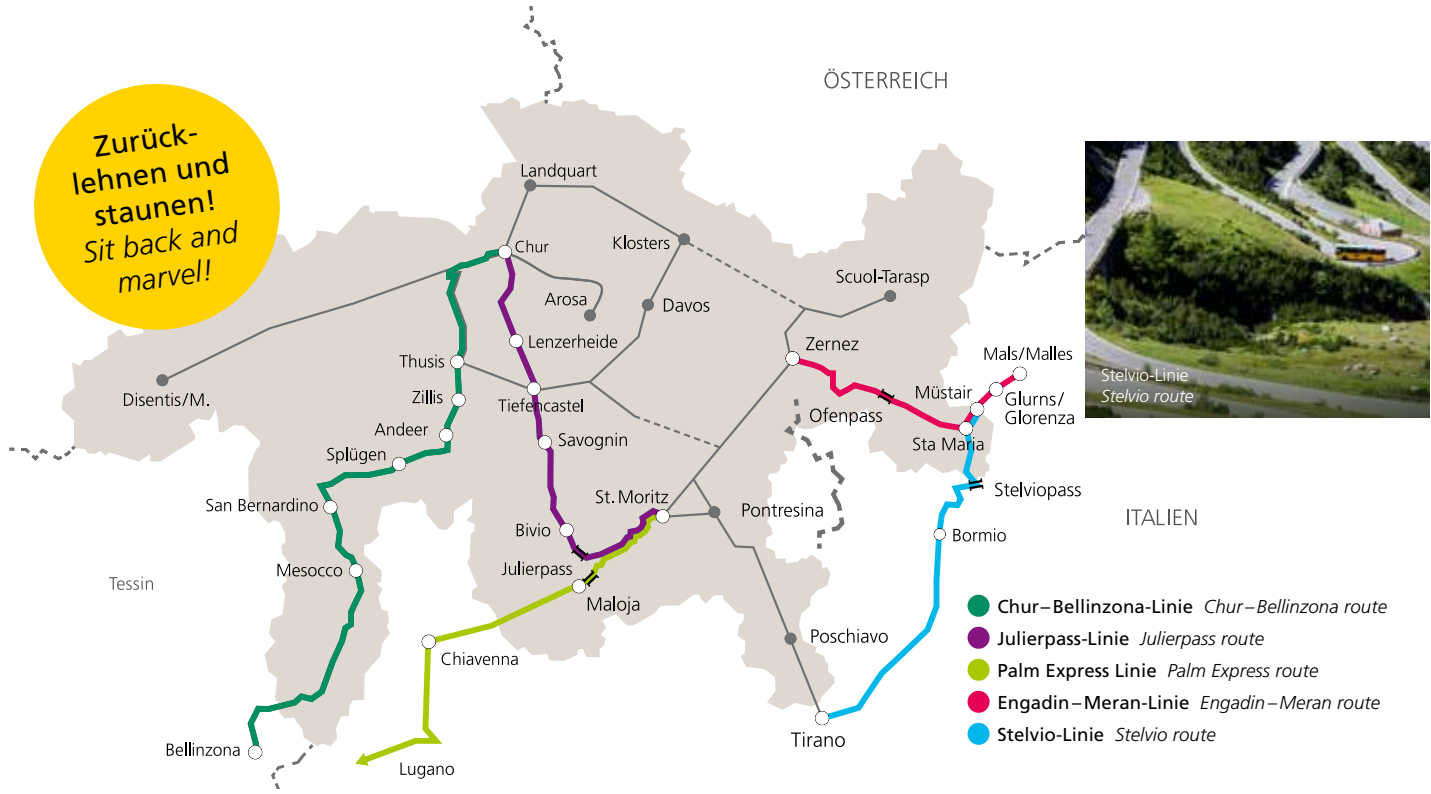 Zurück-
lehnen und
staunen!
Sit back and
marvel!
ÖSTERREICH
Landquart
Chur
Klosters
Arosa
Davos
Scuol-Tarasp
Lenzerheide
Zernez
Thusis
Disentis/M.
Zillis
Tiefencastel
Ofenpass
Müstair
Mals/Malles
Glurns/
Glorenza
Andeer
Savognin
Sta Maria
Splügen
San Bernardino
St. Moritz
Pontresina
Stelviopass
Bivio
ITALIEN
Bormio
Mesocco
Julierpass
Tessin
Maloja
Poschiavo
Chiavenna
Bellinzona
Lugano
Tirano
Stelvio-Linie
Stelvio route
Chur–Bellinzona-Linie Chur–Bellinzona route
Julierpass-Linie Julierpass route
Palm Express Linie Palm Express route
Engadin–Meran-Linie Engadin–Meran route
Stelvio-Linie Stelvio route